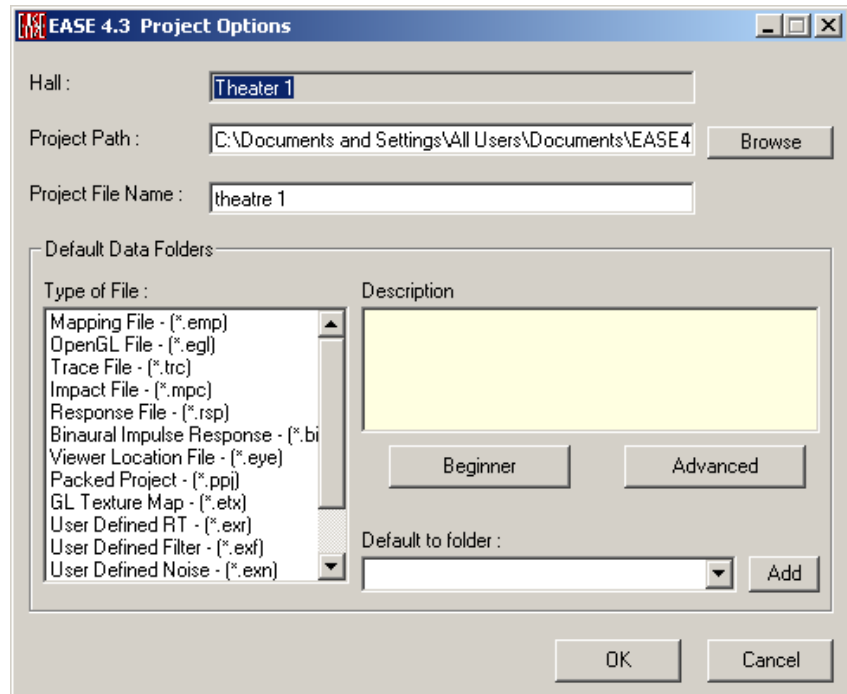 EASE 4.3 Project Options
Hall :
Theater 1
Project Path :
C:\Documents and Settings\All Users\Documents\EASE4
Browse
Project File Name :
theatre 1
Default Data Folders
Type of File :
Mapping File - (*.emp)
OpenGL File - (*.egl)
Trace File - (*.trc)
Impact File - (*.mpc)
Response File - (*.rsp)
Binaural Impulse Response - (*.bi
Viewer Location File - (*.eye)
Packed Project - (*.ppj)
GL Texture Map - (*.etx)
User Defined RT - (*.exr)
User Defined Filter - (*.exf)
User Defined Noise - (*.exn)
Description
Beginner
Advanced
Default to folder :
Add
OK
Cancel